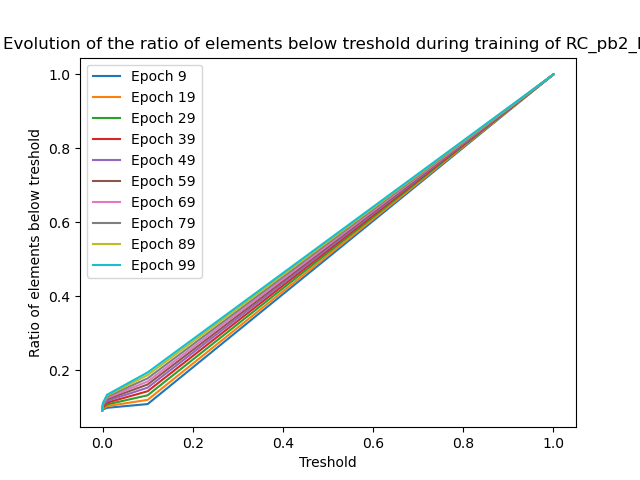 Evolution of the ratio of elements below treshold during training of RC_pb2_
Epoch 9
Epoch 19
Epoch 29
Epoch 39
Epoch 49
Epoch 59
Epoch 69
Epoch 79
Epoch 89
Epoch 99
Ratio of elements below treshold
1.0
0.8
0.6
0.4
0.2
0.0 0.2 0.4 0.6 0.8 1.0
Treshold